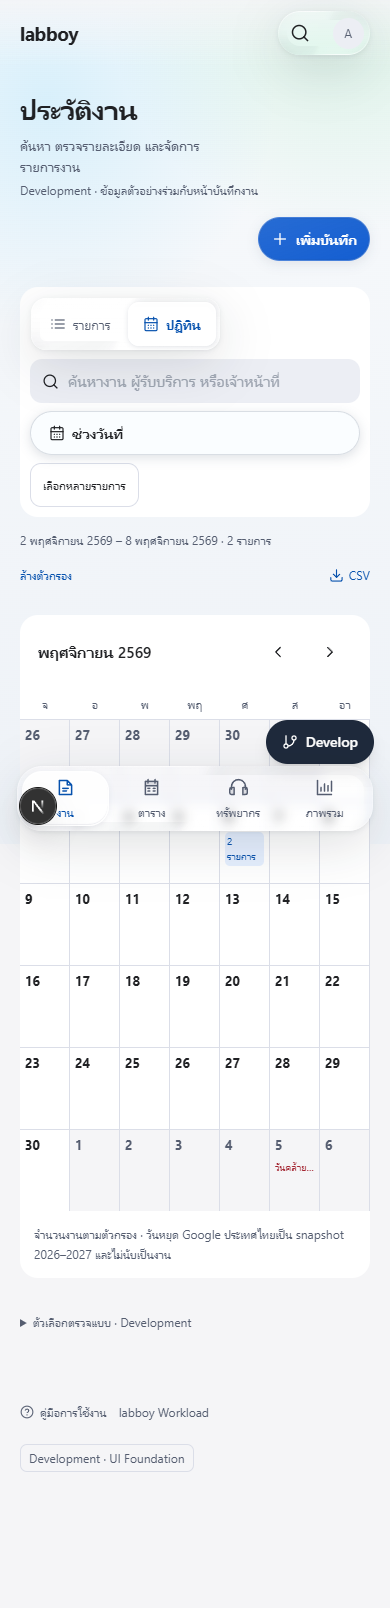 labboy
A
ประวัติงาน
ค้นหา ตรวจรายละเอียด และจัดการ
รายการงาน
Development · ข้อมูลตัวอย่างร่วมกับหน้าบันทึกงาน
เพิ่มบันทึก
รายการ
ปฏิทิน
ค้นหางาน ผู้รับบริการ หรือเจ้าหน้าที่
ช่วงวันที่
เลือกหลายรายการ
2 พฤศจิกายน 2569 – 8 พฤศจิกายน 2569 · 2 รายการ
ล้างตัวกรอง
CSV
พฤศจิกายน 2569
จ อ พ พฤ ศ ส อา
26 27 28 29 30
Develop
N
งาน ตาราง ทรัพยากร ภาพรวม
2
รายการ
9 10 11 12 13 14 15
16 17 18 19 20 21 22
23 24 25 26 27 28 29
30 1 2 3 4 5 6
วันคล้าย...
จำนวนงานตามตัวกรอง · วันหยุด Google ประเทศไทยเป็น snapshot
2026–2027 และไม่นับเป็นงาน
ตัวเลือกตรวจแบบ · Development
คู่มือการใช้งาน labboy Workload
Development · UI Foundation